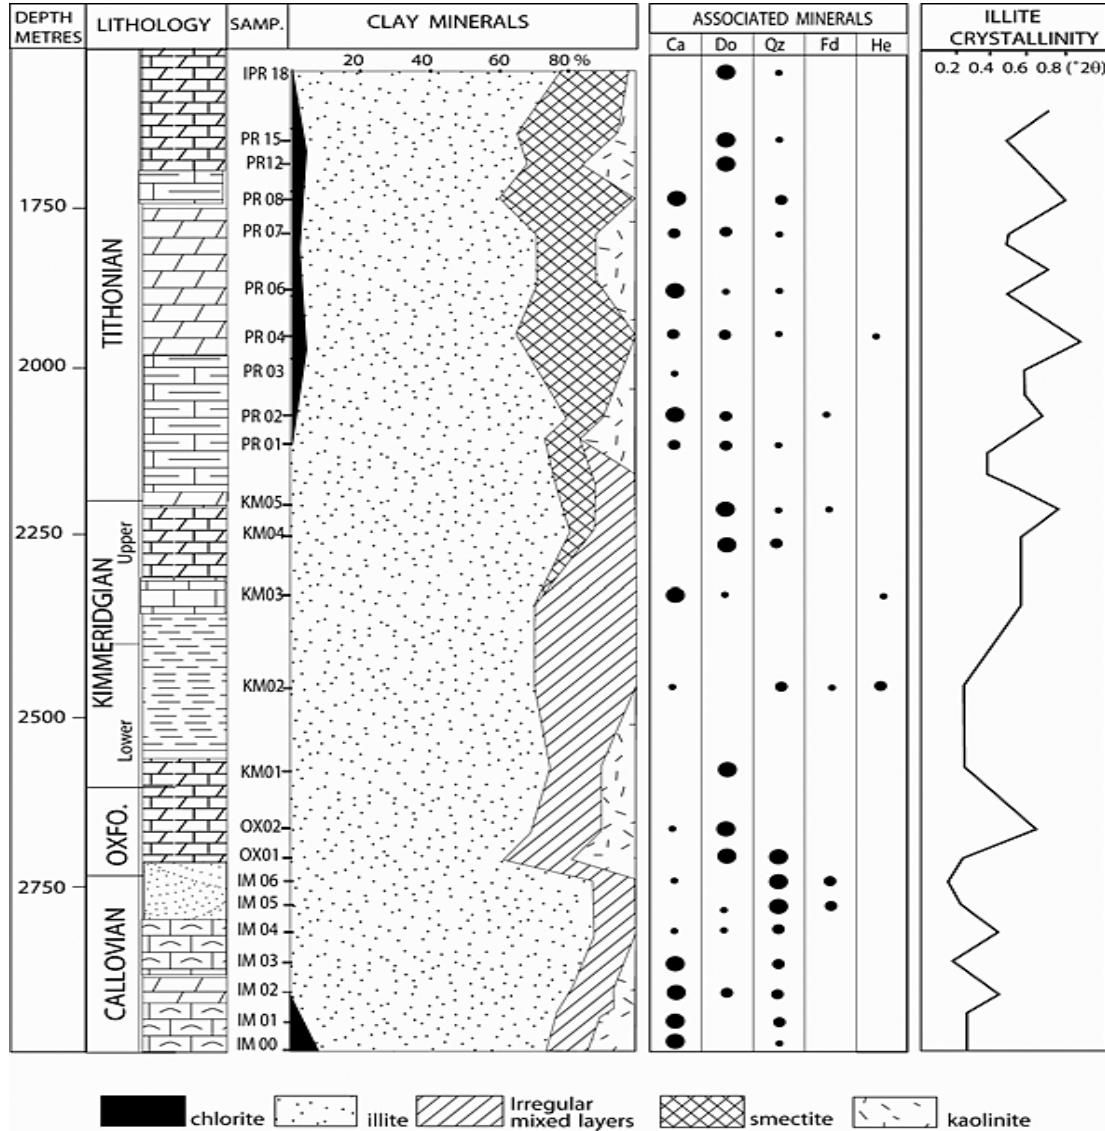 DEPTH METRES
LITHOLOGY
SAMP.
CLAY MINERALS
ASSOCIATED MINERALS
ILLITE CRYSTALLINITY
20 40 60 80 %
Ca Do Qz Fd He
0.2 0.4 0.6 0.8 (°2θ)
1750
2000
2250
2500
2750
TITHONIAN
KIMMERIDGIAN
Upper
Lower
OXFO.
CALLOVIAN
IPR 18
PR 15
PR12
PR 08
PR 07
PR 06
PR 04
PR 03
PR 02
PR 01
KM05
KM04
KM03
KM02
KM01
OX02
OX01
IM 06
IM 05
IM 04
IM 03
IM 02
IM 01
IM 00
chlorite
illite
Irregular
mixed layers
smectite
kaolinite